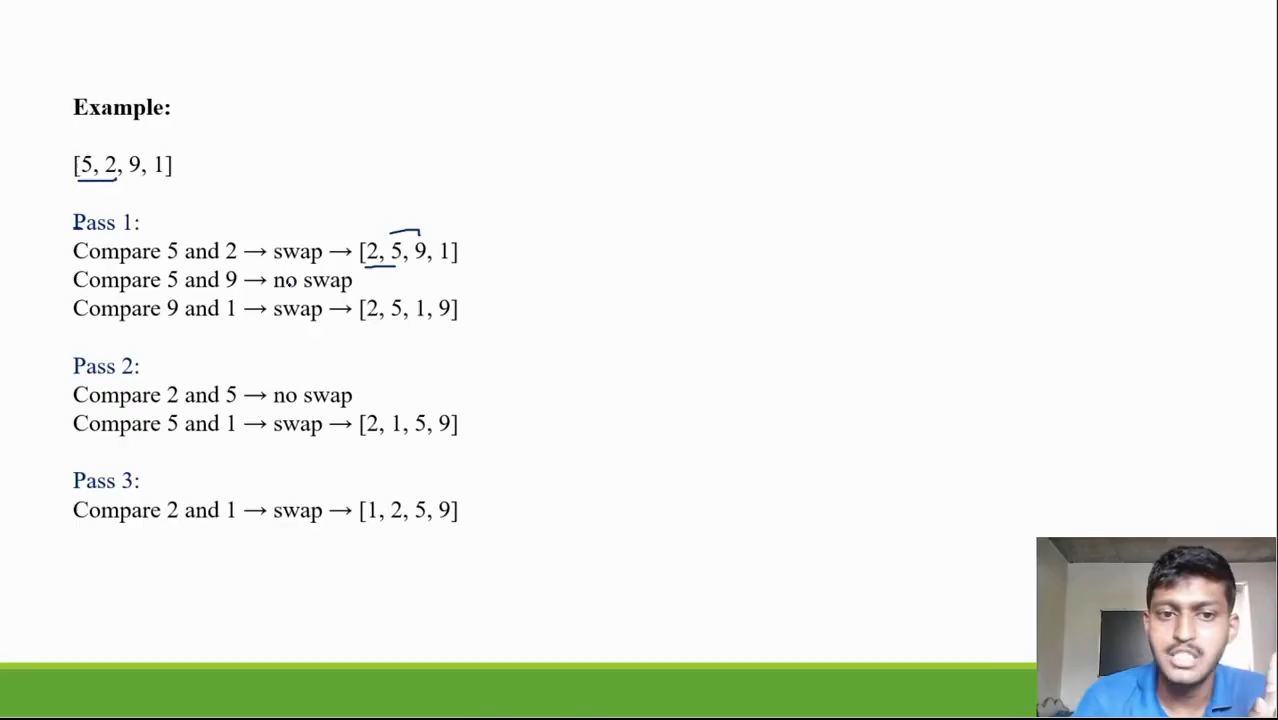 Example:
[5, 2, 9, 1]
Pass 1:
Compare 5 and 2 → swap → [2, 5, 9, 1]
Compare 5 and 9 → no swap
Compare 9 and 1 → swap → [2, 5, 1, 9]
Pass 2:
Compare 2 and 5 → no swap
Compare 5 and 1 → swap → [2, 1, 5, 9]
Pass 3:
Compare 2 and 1 → swap → [1, 2, 5, 9]